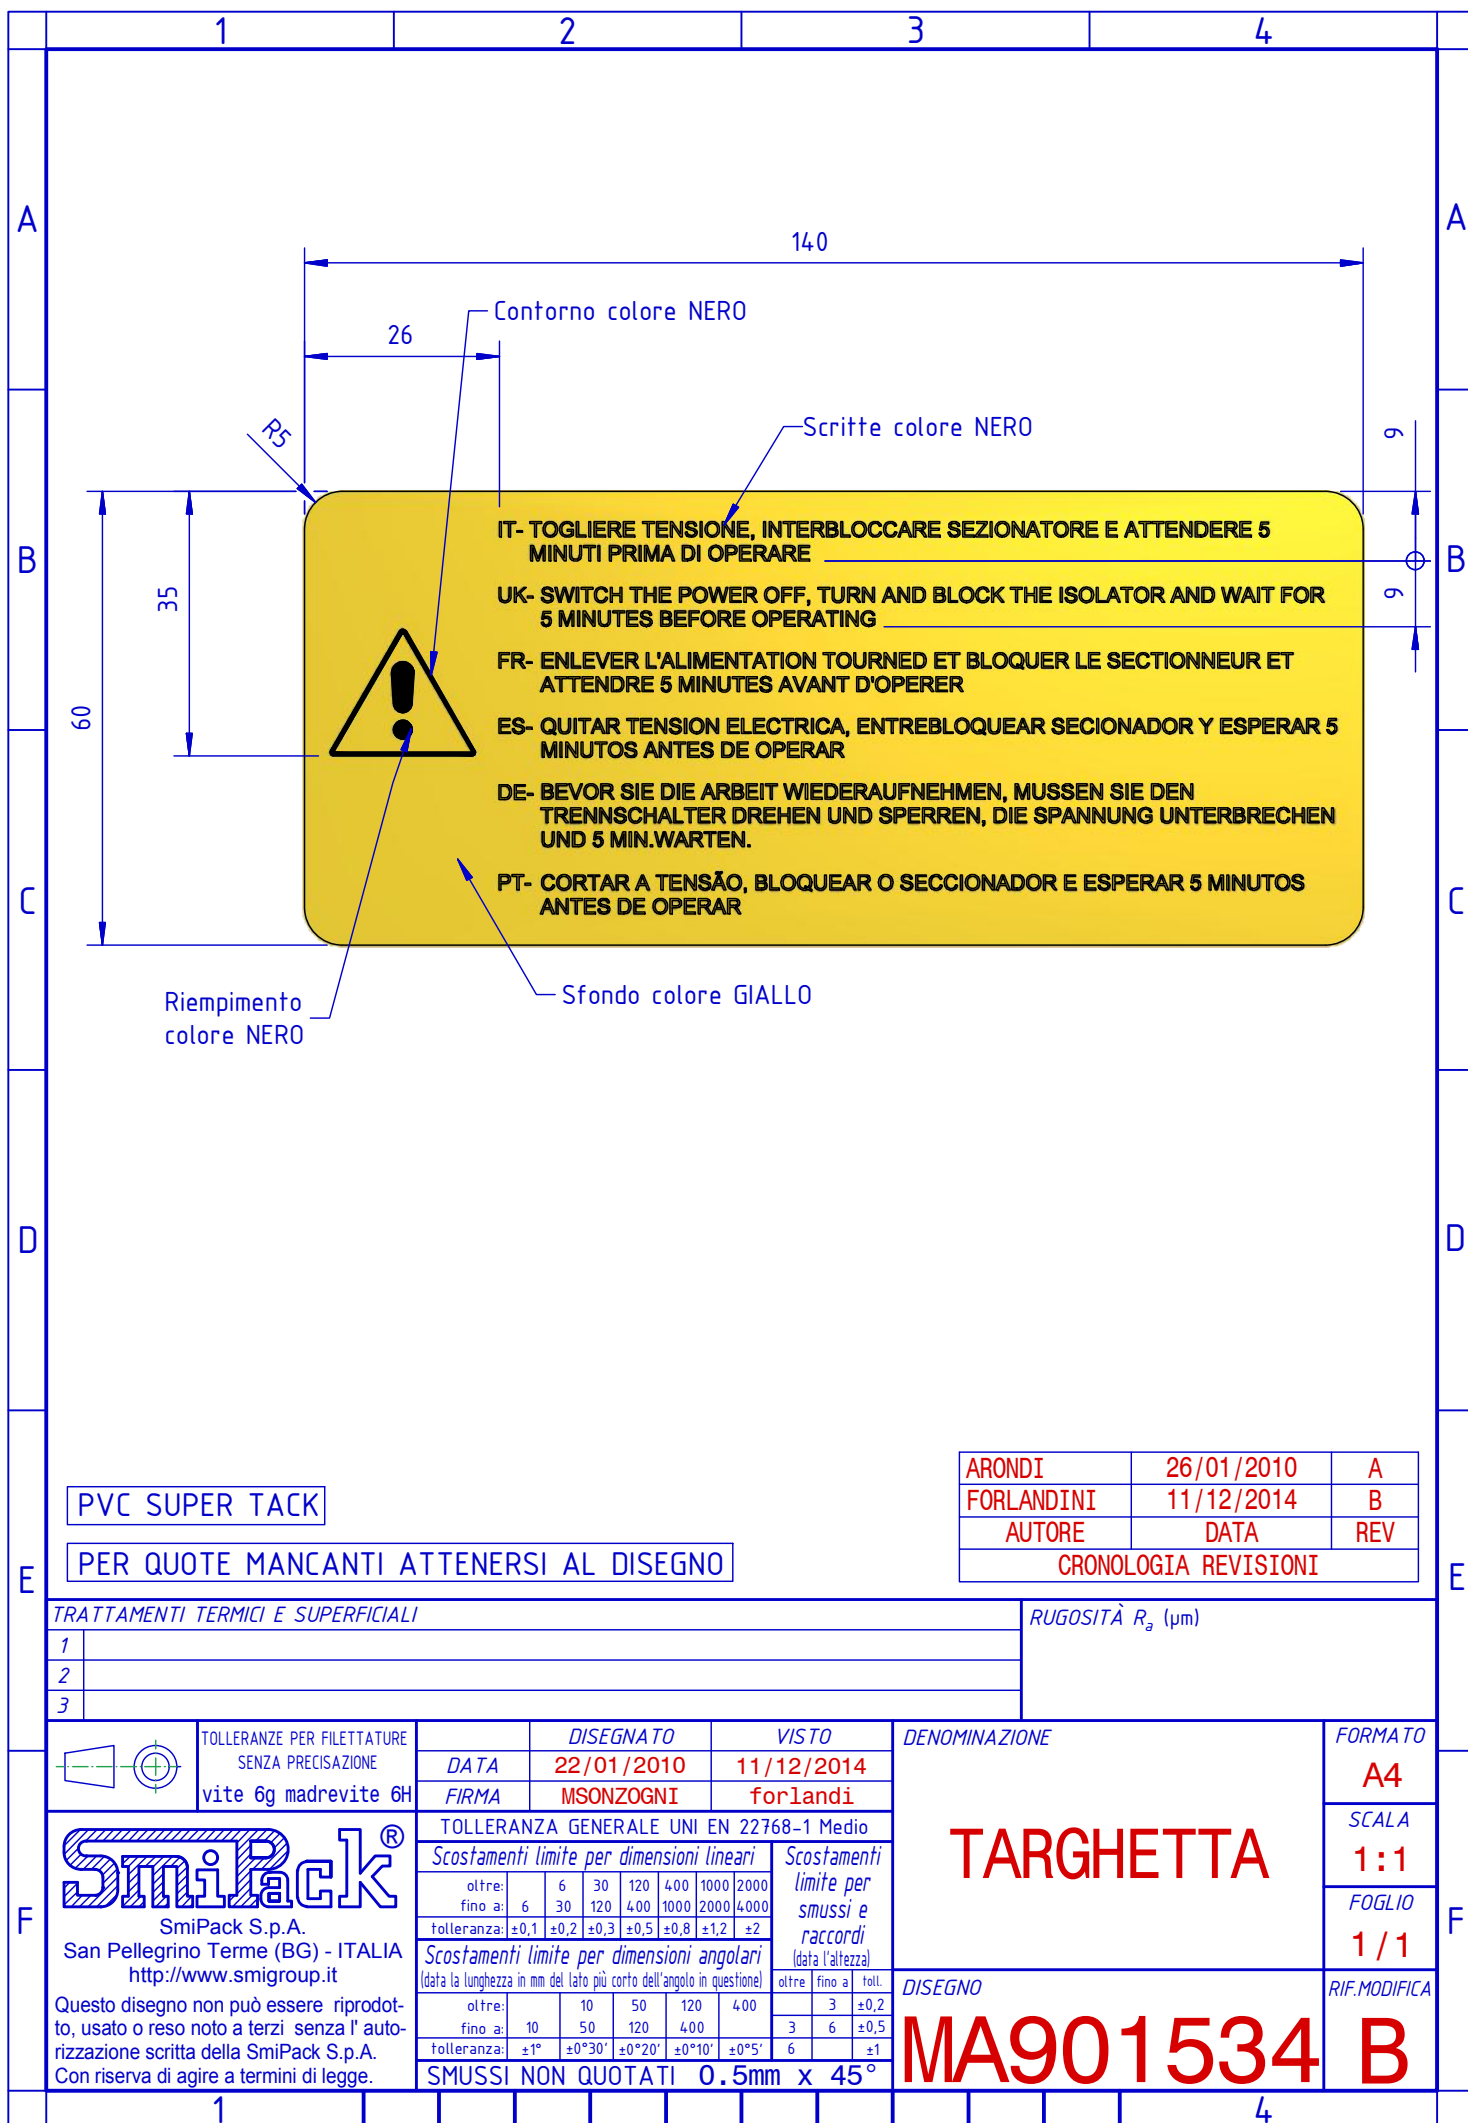 1 2 3 4
A A
140
Contorno colore NERO
26
Scritte colore NERO
R5
9
IT- TOGLIERE TENSIONE, INTERBLOCCARE SEZIONATORE E ATTENDERE 5
MINUTI PRIMA DI OPERARE
B B
35
9
UK- SWITCH THE POWER OFF, TURN AND BLOCK THE ISOLATOR AND WAIT FOR
5 MINUTES BEFORE OPERATING
FR- ENLEVER L'ALIMENTATION TOURNED ET BLOQUER LE SECTIONNEUR ET
ATTENDRE 5 MINUTES AVANT D'OPERER
60
ES- QUITAR TENSION ELECTRICA, ENTREBLOQUEAR SECIONADOR Y ESPERAR 5
MINUTOS ANTES DE OPERAR
DE- BEVOR SIE DIE ARBEIT WIEDERAUFNEHMEN, MUSSEN SIE DEN
TRENNSCHALTER DREHEN UND SPERREN, DIE SPANNUNG UNTERBRECHEN
UND 5 MIN.WARTEN.
PT- CORTAR A TENSÃO, BLOQUEAR O SECCIONADOR E ESPERAR 5 MINUTOS
ANTES DE OPERAR
C C
Sfondo colore GIALLO
Riempimento
colore NERO
D D
PVC SUPER TACK
PER QUOTE MANCANTI ATTENERSI AL DISEGNO
ARONDI 26/01/2010 A
FORLANDINI 11/12/2014 B
AUTORE DATA REV
CRONOLOGIA REVISIONI
E E
TRATTAMENTI TERMICI E SUPERFICIALI
1
2
3
RUGOSITÀ Ra (µm)
TOLLERANZE PER FILETTATURE
SENZA PRECISAZIONE
vite 6g madrevite 6H
DISEGNATO VISTO
DATA 22/01/2010 11/12/2014
FIRMA MSONZOGNI forlandi
DENOMINAZIONE
TARGHETTA
FORMATO
A4
SCALA
1:1
FOGLIO
1/1
SmiPack ®
SmiPack S.p.A.
San Pellegrino Terme (BG) - ITALIA
http://www.smigroup.it
Questo disegno non può essere riprodot-
to, usato o reso noto a terzi senza l' auto-
rizzazione scritta della SmiPack S.p.A.
Con riserva di agire a termini di legge.
TOLLERANZA GENERALE UNI EN 22768-1 Medio
Scostamenti limite per dimensioni lineari
oltre: 6 30 120 400 1000 2000
fino a: 6 30 120 400 1000 2000 4000
tolleranza: ±0,1 ±0,2 ±0,3 ±0,5 ±0,8 ±1,2 ±2
Scostamenti limite per dimensioni angolari
(data la lunghezza in mm del lato più corto dell'angolo in questione)
oltre: 10 50 120 400
fino a: 10 50 120 400
tolleranza: ±1° ±0°30' ±0°20' ±0°10' ±0°5'
Scostamenti
limite per
smussi e
raccordi
(data l'altezza)
oltre fino a toll.
3 ±0,2
3 6 ±0,5
6 ±1
SMUSSI NON QUOTATI 0.5mm x 45°
DISEGNO
MA901534
RIF.MODIFICA
B
F F
1 4